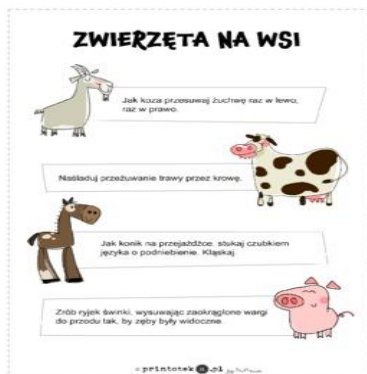 ZWIERZĘTA NA WSI
Jak koza przesuwaj żuchwę raz w lewo,
raz w prawo.
Naśladuj przeżuwanie trawy przez krowę.
Jak konik na przejażdżce, stukaj czubkiem
języka o podniebienie. Kląskaj.
Zrób ryjek świnki, wysuwając zaokrąglone wargi
do przodu tak, by zęby były widoczne.
printotek a.pl